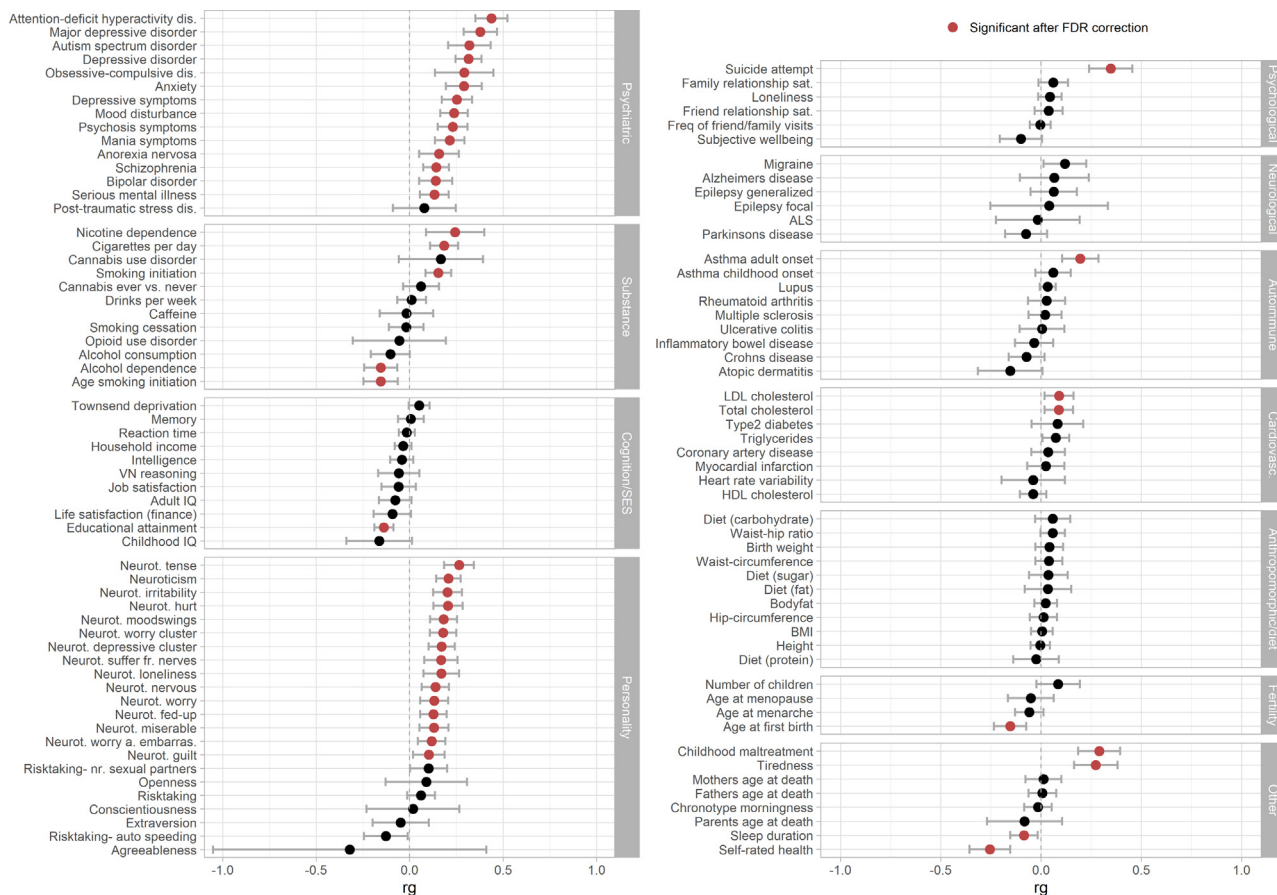 Attention-deficit hyperactivity dis.
Major depressive disorder
Autism spectrum disorder
Depressive disorder
Obsessive-compulsive dis.
Anxiety
Depressive symptoms
Mood disturbance
Psychosis symptoms
Mania symptoms
Anorexia nervosa
Schizophrenia
Bipolar disorder
Serious mental illness
Post-traumatic stress dis.
Psychiatric
Nicotine dependence
Cigarettes per day
Cannabis use disorder
Smoking initiation
Cannabis ever vs. never
Drinks per week
Caffeine
Smoking cessation
Opioid use disorder
Alcohol consumption
Alcohol dependence
Age smoking initiation
Substance
Townsend deprivation
Memory
Reaction time
Household income
Intelligence
VN reasoning
Job satisfaction
Adult IQ
Life satisfaction (finance)
Educational attainment
Childhood IQ
Cognition/SES
Neurot. tense
Neuroticism
Neurot. irritability
Neurot. hurt
Neurot. moodswings
Neurot. worry cluster
Neurot. depressive cluster
Neurot. suffer fr. nerves
Neurot. loneliness
Neurot. nervous
Neurot. worry
Neurot. fed-up
Neurot. miserable
Neurot. worry a. embarras.
Neurot. guilt
Risktaking- nr. sexual partners
Openness
Risktaking
Conscientiousness
Extraversion
Risktaking- auto speeding
Agreeableness
Personality
-1.0 -0.5 0.0 0.5 1.0
rg
Significant after FDR correction
Suicide attempt
Family relationship sat.
Loneliness
Friend relationship sat.
Freq of friend/family visits
Subjective wellbeing
Psychological
Migraine
Alzheimers disease
Epilepsy generalized
Epilepsy focal
ALS
Parkinsons disease
Neurological
Asthma adult onset
Asthma childhood onset
Lupus
Rheumatoid arthritis
Multiple sclerosis
Ulcerative colitis
Inflammatory bowel disease
Crohns disease
Atopic dermatitis
Autoimmune
LDL cholesterol
Total cholesterol
Type2 diabetes
Triglycerides
Coronary artery disease
Myocardial infarction
Heart rate variability
HDL cholesterol
Cardiovasc.
Diet (carbohydrate)
Waist-hip ratio
Birth weight
Waist-circumference
Diet (sugar)
Diet (fat)
Bodyfat
Hip-circumference
BMI
Height
Diet (protein)
Anthropomorphic/diet
Number of children
Age at menopause
Age at menarche
Age at first birth
Fertility
Childhood maltreatment
Tiredness
Mothers age at death
Fathers age at death
Chronotype morningness
Parents age at death
Sleep duration
Self-rated health
Other
-1.0 -0.5 0.0 0.5 1.0
rg